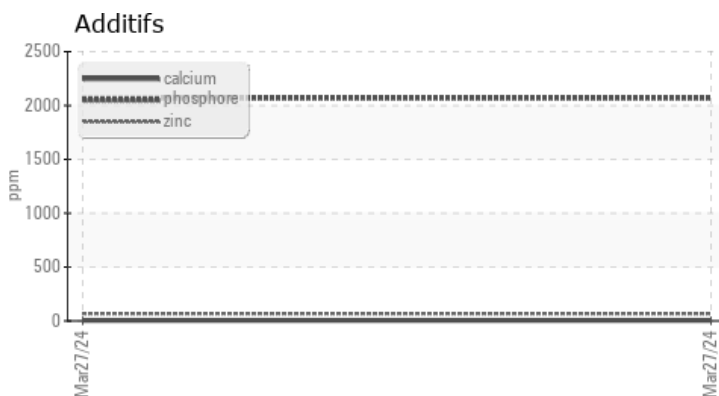 Additifs
2500
2000
1500
1000
500
0
ppm
calcium
phosphore
zinc
Mar27/24
Mar27/24